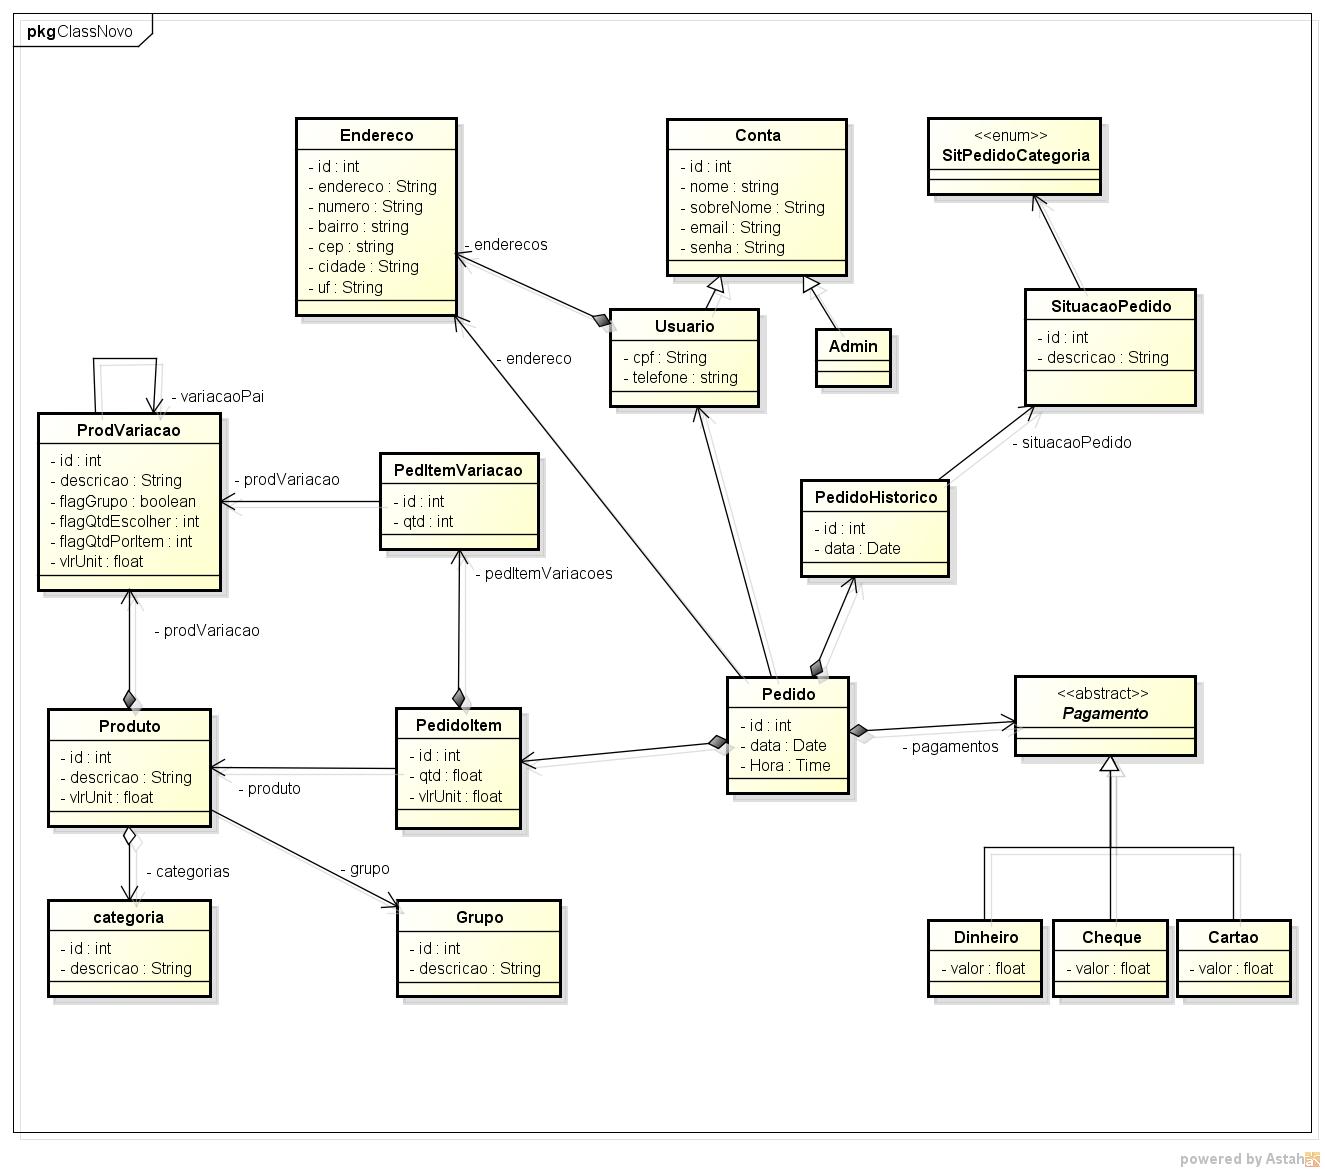 pkg ClassNovo
Endereco
- id : int
- endereco : String
- numero : String
- bairro : string
- cep : string
- cidade : String
- uf : String
Conta
- id : int
- nome : string
- sobreNome : String
- email : String
- senha : String
<<enum>>
SitPedidoCategoria
- enderecos
Usuario
- cpf : String
- telefone : string
Admin
SituacaoPedido
- id : int
- descricao : String
- endereco
- variacaoPai
ProdVariacao
- id : int
- descricao : String
- flagGrupo : boolean
- flagQtdEscolher : int
- flagQtdPorItem : int
- vlrUnit : float
- prodVariacao
PedItemVariacao
- id : int
- qtd : int
- situacaoPedido
PedidoHistorico
- id : int
- data : Date
- pedItemVariacoes
- prodVariacao
Produto
- id : int
- descricao : String
- vlrUnit : float
- produto
PedidoItem
- id : int
- qtd : float
- vlrUnit : float
Pedido
- id : int
- data : Date
- Hora : Time
- pagamentos
<<abstract>>
Pagamento
- categorias
- grupo
categoria
- id : int
- descricao : String
Grupo
- id : int
- descricao : String
Dinheiro
- valor : float
Cheque
- valor : float
Cartao
- valor : float
powered by Astah